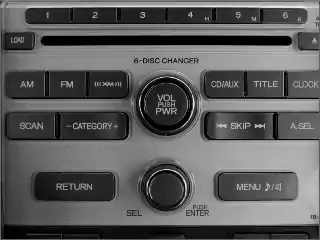 1 2 3 4 R 5 M 6
LOAD
6-DISC CHANGER
AM FM VOL PUSH PWR CD/AUX TITLE CLOCK
SCAN −CATEGORY+ SKIP A.SEL
RETURN MENU
SEL PUSH ENTER